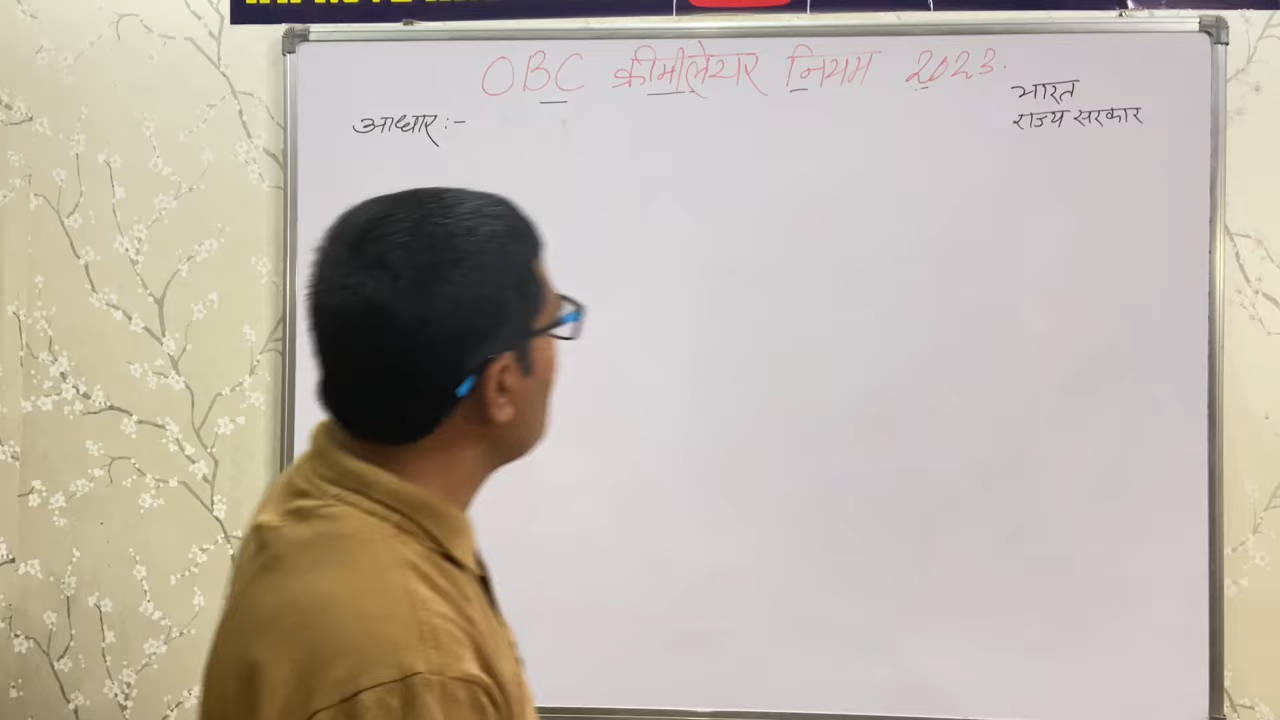 OBC क्रीमीलेयर नियम 2023.
भारत
राज्य सरकार
आधार :-